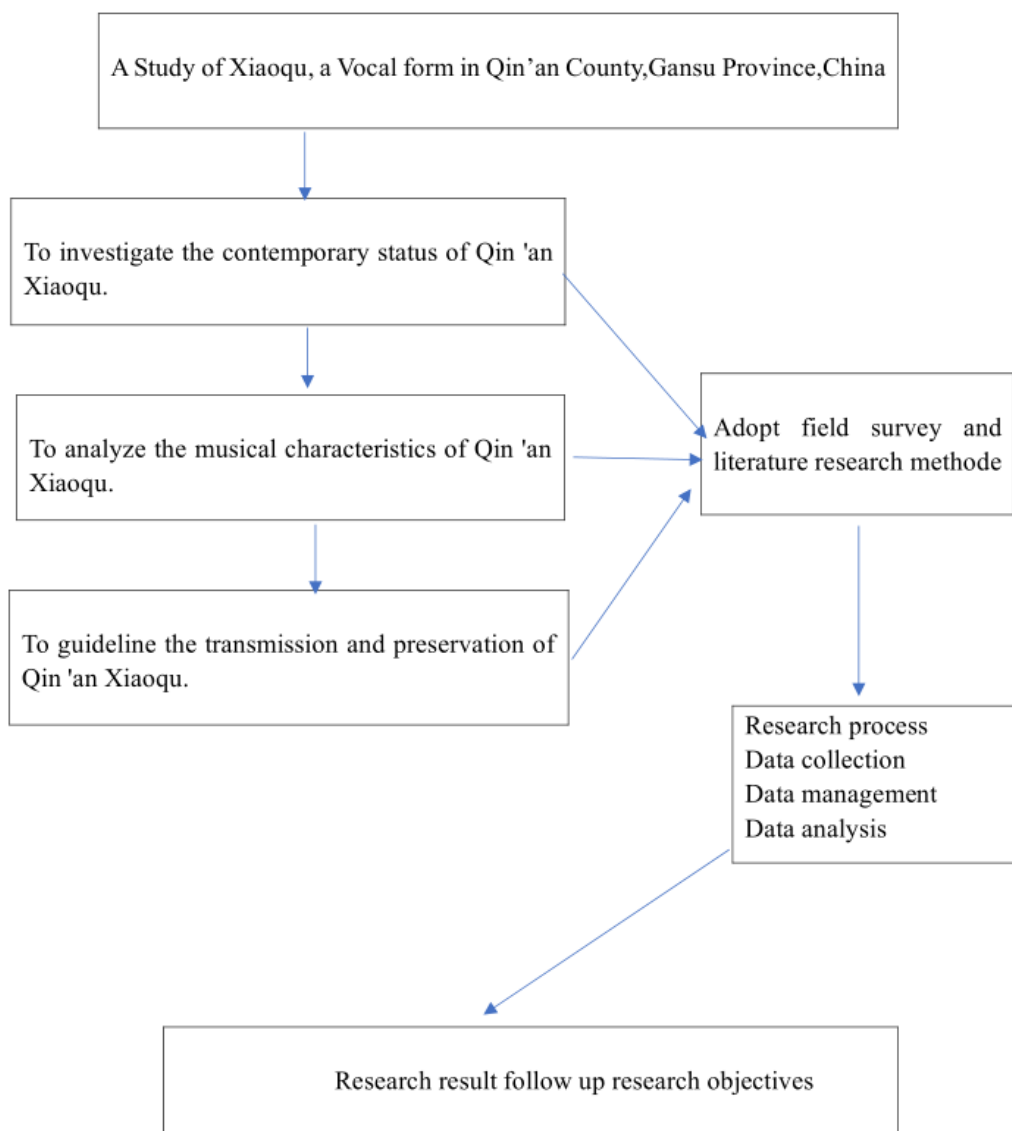 A Study of Xiaoqu, a Vocal form in Qin’an County,Gansu Province,China
To investigate the contemporary status of Qin 'an
Xiaoqu.
To analyze the musical characteristics of Qin 'an
Xiaoqu.
To guideline the transmission and preservation of
Qin 'an Xiaoqu.
Adopt field survey and
literature research methode
Research process
Data collection
Data management
Data analysis
Research result follow up research objectives